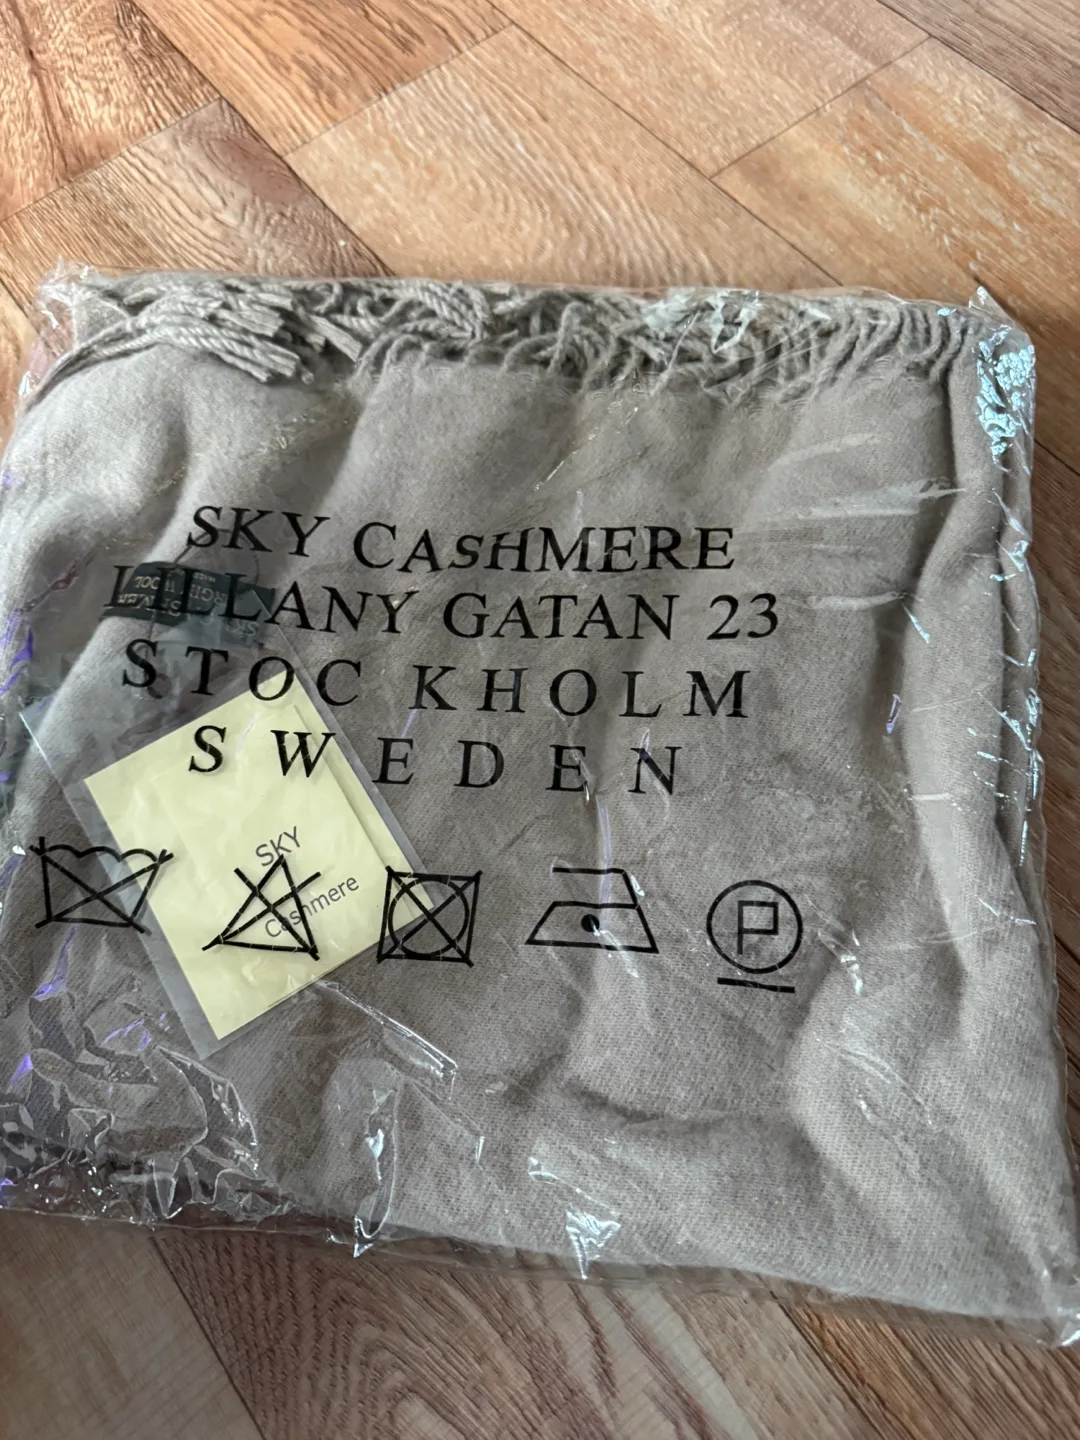 SKY CASHMERE
LILLANY GATAN 23
STOC KHOLM
SWEDEN
SKY
Cashmere
P